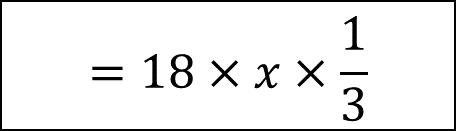 = 18 × x × 1/3